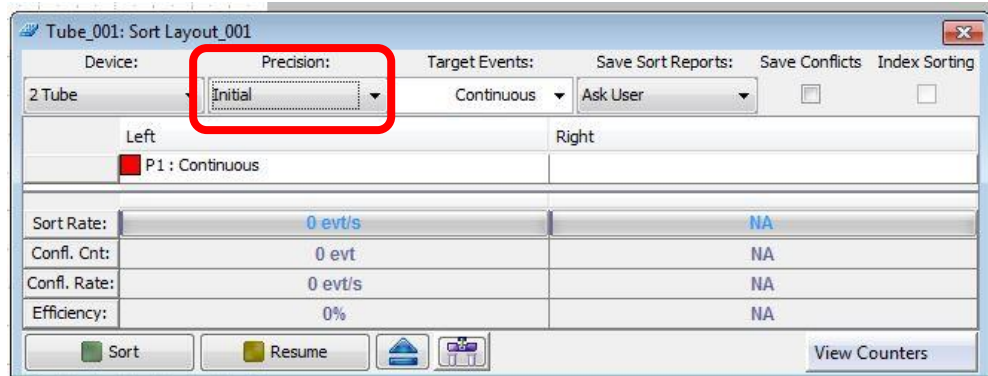 Tube_001: Sort Layout_001
Device: Precision: Target Events: Save Sort Reports: Save Conflicts Index Sorting
2 Tube Initial Continuous Ask User
Left Right
P1 : Continuous
Sort Rate: 0 evt/s NA
Confl. Cnt: 0 evt NA
Confl. Rate: 0 evt/s NA
Efficiency: 0% NA
Sort Resume View Counters